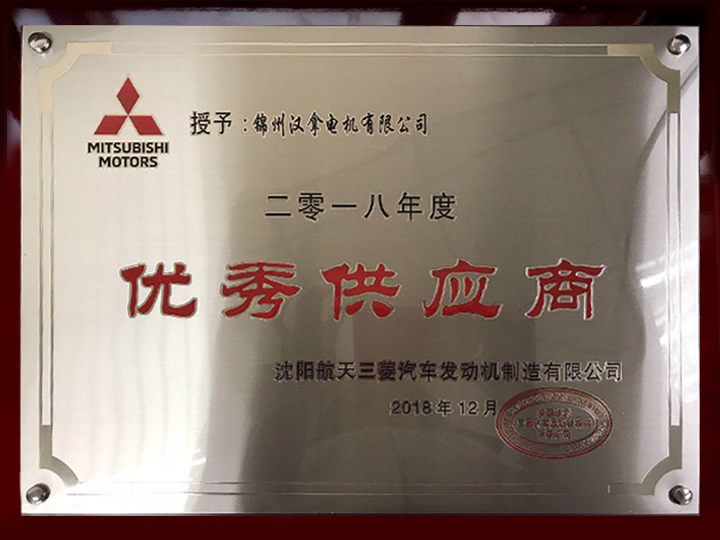 MITSUBISHI
MOTORS
授予：锦州汉拿电机有限公司
二零一八年度
优秀供应商
沈阳航天三菱汽车发动机制造有限公司
2018年12月